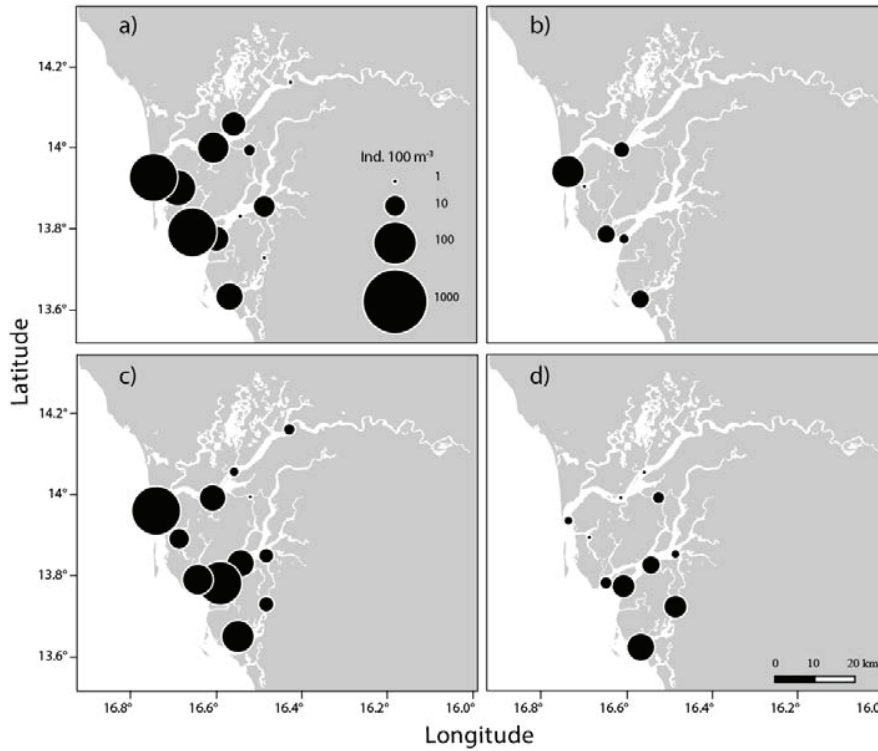 a)
b)
14.2°
14°
13.8°
13.6°
Ind. 100 m⁻³
1
10
100
1000
Latitude
c)
d)
14.2°
14°
13.8°
13.6°
0 10 20 km
16.8° 16.6° 16.4° 16.2° 16.0°
16.8° 16.6° 16.4° 16.2° 16.0
Longitude